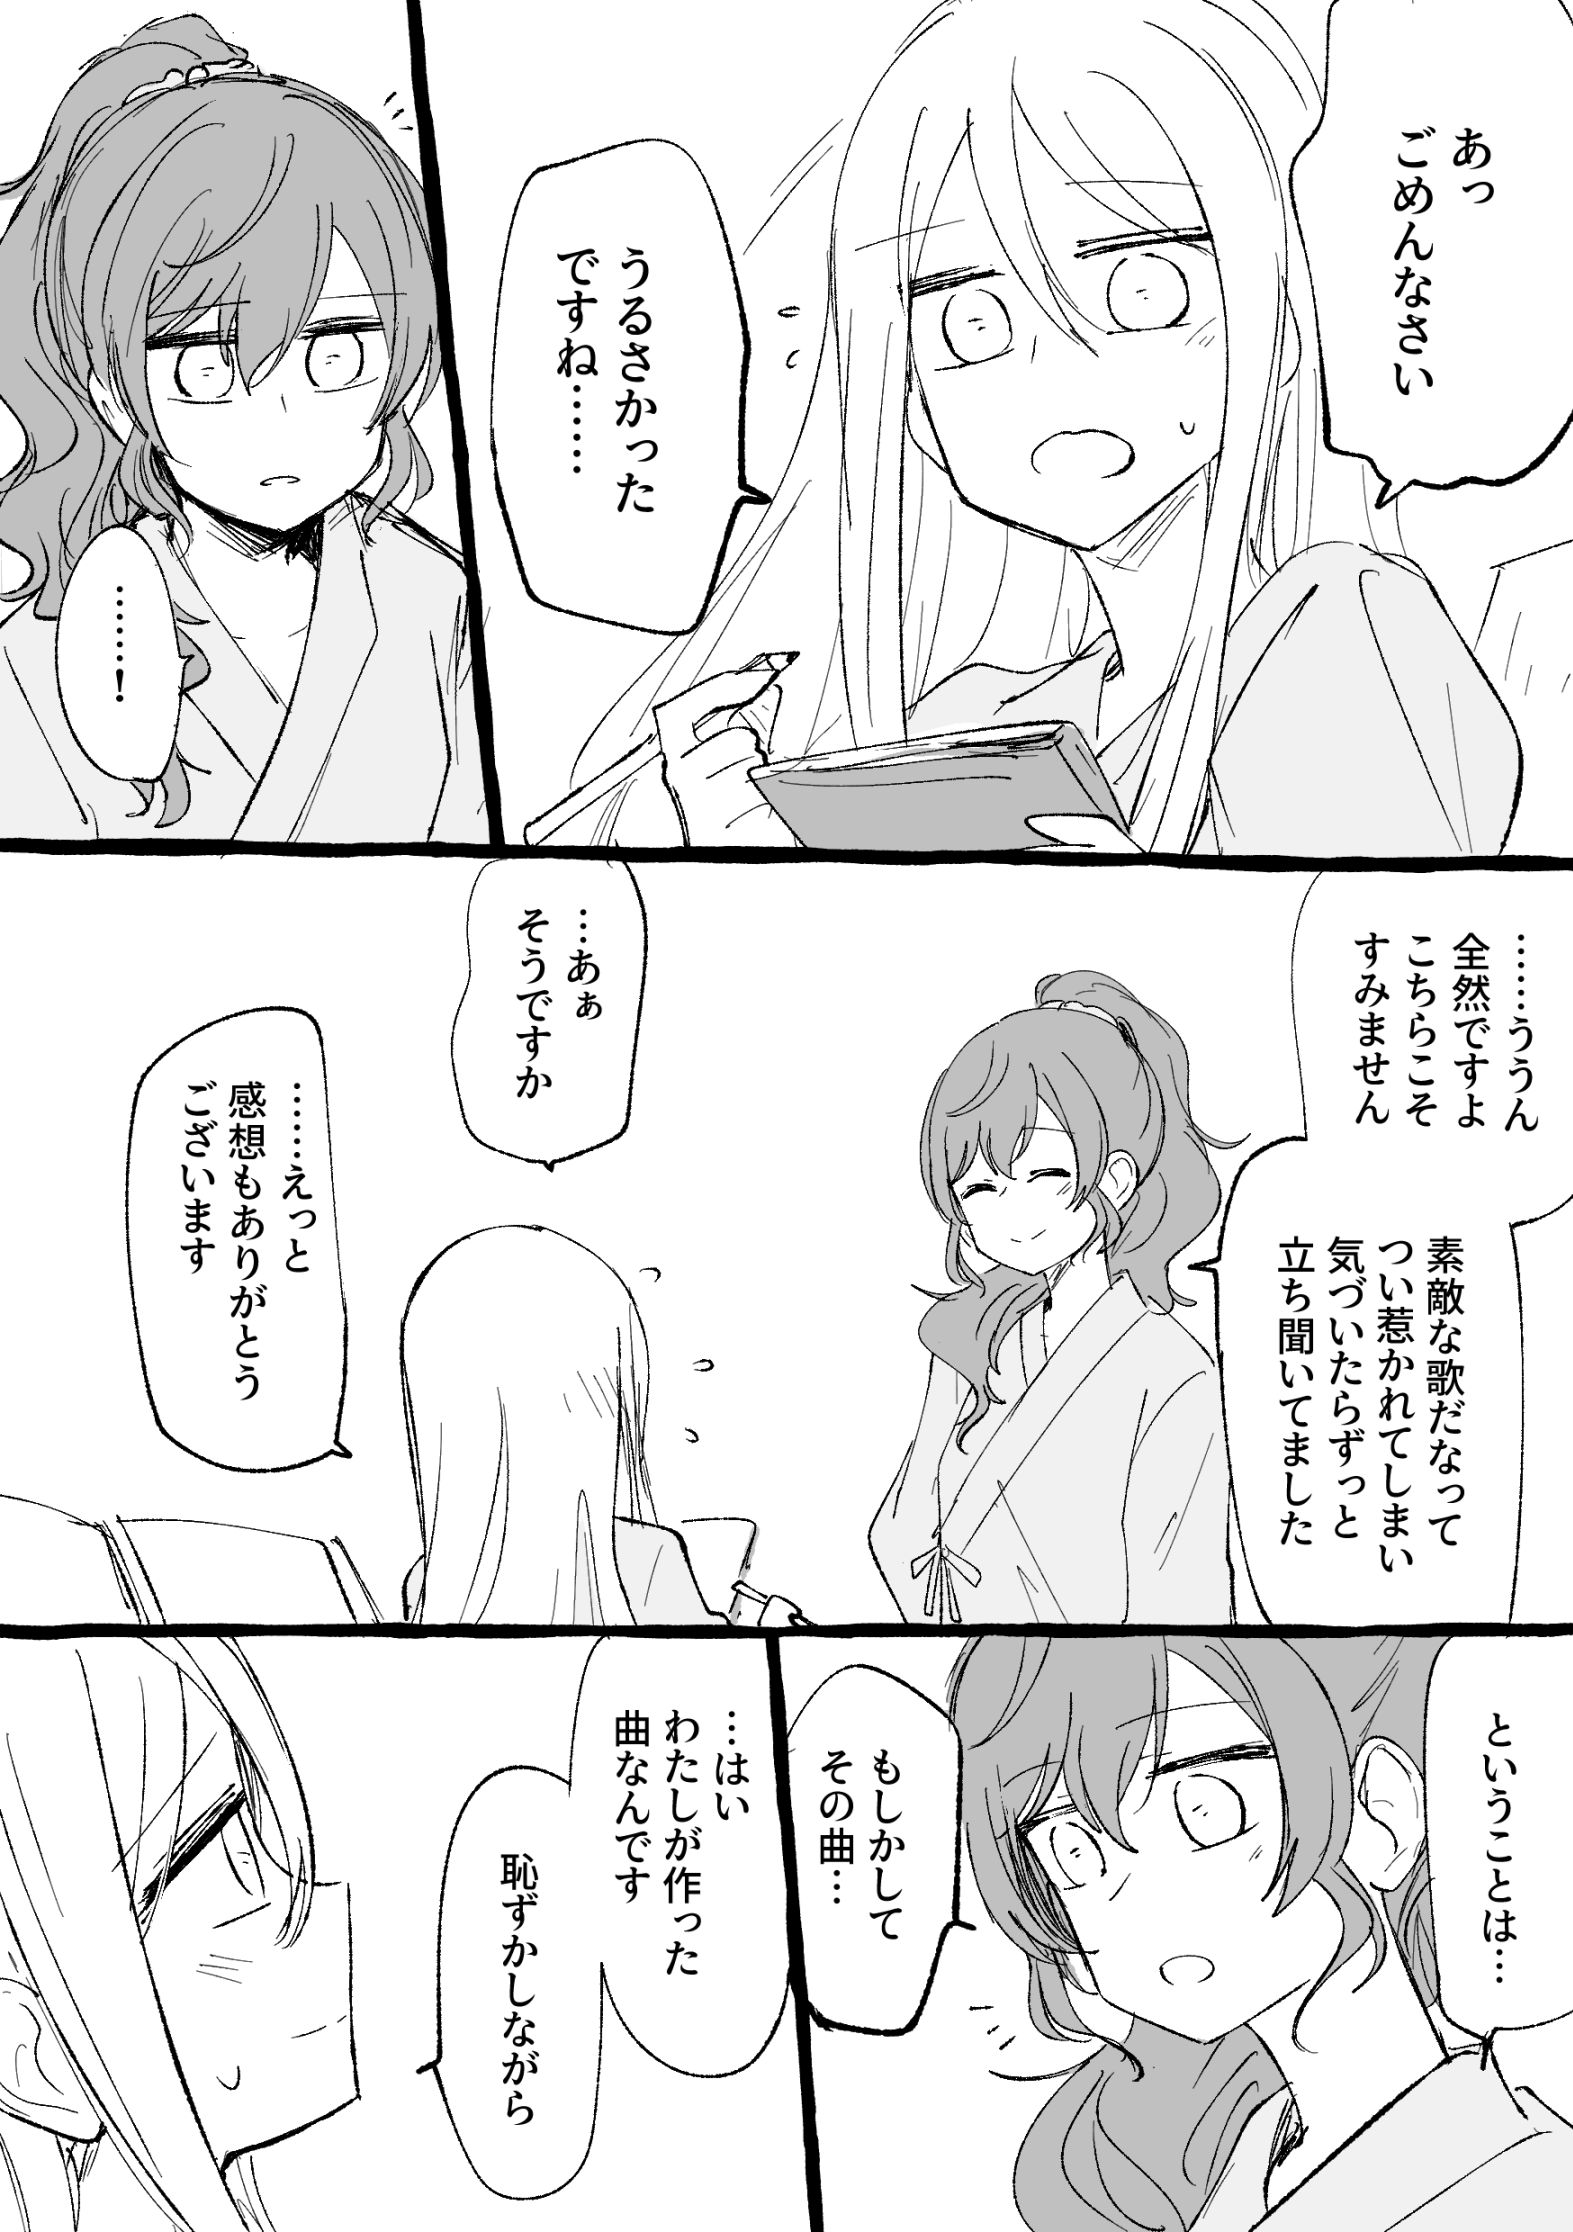 あっ
ごめんなさい
うるさかった
ですね……
……！
……ううん
全然ですよ
こちらこそ
すみません
素敵な歌だなって
つい惹かれてしまい
気づいたらずっと
立ち聞いてました
…あぁ
そうですか
……えっと
感想もありがとう
ございます
ということは…
もしかして
その曲…
…はい
わたしが作った
曲なんです
恥ずかしながら